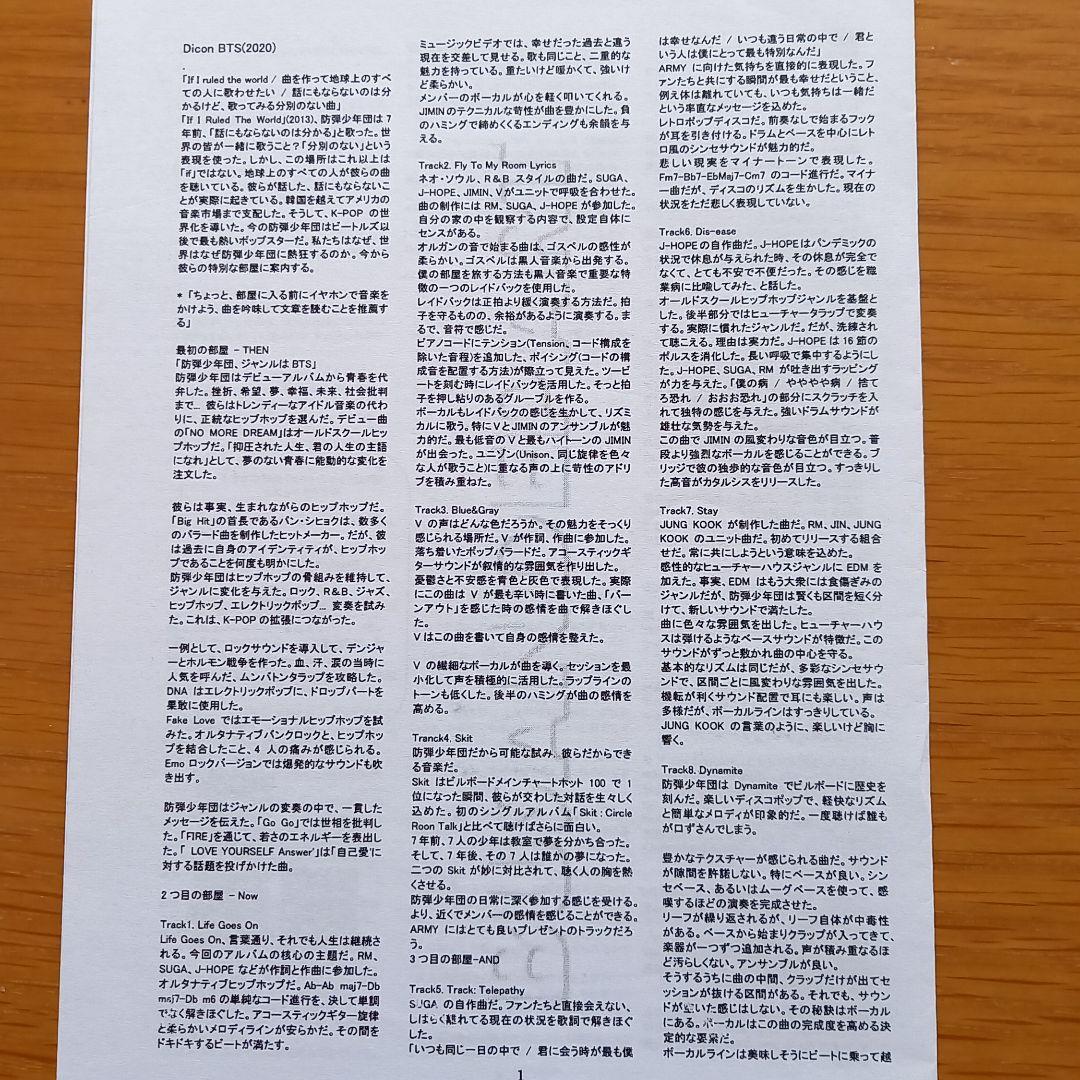 Dicon BTS(2020)
.
「If I ruled the world / 曲を作って地球上のすべ
ての人に歌わせたい / 話にもならないのは分
かるけど、歌ってみる分別のない曲」
「If I Ruled The World」(2013)、防弾少年団は 7
年前、「話にもならないのは分かる」と歌った。世
界の皆が一緒に歌うこと?「分別のない」という
表現を使った。しかし、この場所はこれ以上は
「if」ではない。地球上のすべての人が彼らの曲
を聴いている。彼らが話した、話にもならないこ
とが実際に起きている。韓国を越えてアメリカの
音楽市場まで支配した。そうして、K-POP の世
界化を導いた。今の防弾少年団はビートルズ以
後で最も熱いポップスターだ。私たちはなぜ、世
界はなぜ防弾少年団に熱狂するのか。今から
彼らの特別な部屋に案内する。
* 「ちょっと、部屋に入る前にイヤホンで音楽を
かけよう、曲を吟味して文章を読むことを推薦す
る」
最初の部屋 - THEN
「防弾少年団、ジャンルは BTS」
防弾少年団はデビューアルバムから青春を代
弁した。挫折、希望、夢、幸福、未来、社会批判
まで... 彼らはトレンディーなアイドル音楽の代わ
りに、正統なヒップホップを選んだ。デビュー曲
の「NO MORE DREAM」はオールドスクールヒッ
プホップだ。「抑圧された人生、君の人生の主語
になれ」として、夢のない青春に能動的な変化を
注文した。
彼らは事実、生まれながらのヒップホップだ。
「Big Hit」の首長であるパン・シヒョクは、数多く
のバラード曲を制作したヒットメーカー。だが、彼
は過去に自身のアイデンティティが、ヒップホッ
プであることを何度も明かにした。
防弾少年団はヒップホップの骨組みを維持して、
ジャンルに変化を与えた。ロック、R&B、ジャズ、
ヒップホップ、エレクトリックポップ... 変奏を試み
た。これは、K-POP の拡張につながった。
一例として、ロックサウンドを導入して、デンジャ
ーとホルモン戦争を作った。血、汗、涙の当時に
人気を呼んだ、ムンバトンタラップを攻略した。
DNA はエレクトリックポップに、ドロップパートを
果敢に使用した。
Fake Love ではエモーショナルヒップホップを試
みた。オルタナティブパンクロックと、ヒップホッ
プを結合したこと、4 人の痛みが感じられる。
Emo ロックバージョンでは爆発的なサウンドも吹
き出す。
防弾少年団はジャンルの変奏の中で、一貫した
メッセージを伝えた。「Go Go」では世相を批判し
た。「FIRE」を通じて、若さのエネルギーを表出し
た。「 LOVE YOURSELF Answer'」は「自己愛'に
対する話題を投げかけた曲。
2 つ目の部屋 - Now
Track1. Life Goes On
Life Goes On、言葉通り、それでも人生は継続さ
れる。今回のアルバムの核心の主題だ。RM、
SUGA、J-HOPE などが作詞と作曲に参加した。
オルタナティブヒップホップだ。Ab-Ab maj7-Db
maj7-Db m6 の単純なコード進行を、決して単調
でなく解きほぐした。アコースティックギター旋律
と柔らかいメロディラインが安らかだ。その間を
ドキドキするビートが満たす。
ミュージックビデオでは、幸せだった過去と違う
現在を交差して見せる。歌も同じこと、二重的な
魅力を持っている。重たいけど暖かくて、強いけ
ど柔らかい。
メンバーのボーカルが心を軽く叩いてくれる。
JIMIN のテクニカルな苛性が曲を豊かにした。負
のハミングで締めくくるエンディングも余韻を与
える。
Track2. Fly To My Room Lyrics
ネオ・ソウル、R&B スタイルの曲だ。SUGA、
J-HOPE、JIMIN、V がユニットで呼吸を合わせた。
曲の制作には RM、SUGA、J-HOPE が参加した。
自分の家の中を観察する内容で、設定自体に
センスがある。
オルガンの音で始まる曲は、ゴスペルの感性が
柔らかい。ゴスペルは黒人音楽から出発する。
僕の部屋を旅する方法も黒人音楽で重要な特
徴の一つのレイドバックを使用した。
レイドバックは正拍より緩く演奏する方法だ。拍
子を守るものの、余裕があるように演奏する。ま
るで、音符で感じだ。
ピアノコードにテンション(Tension、コード構成を
除いた音程)を追加した、ボイシング(コードの構
成音を配置する方法)が際立って見えた。ツービ
ートを刻む時にレイドバックを活用した。そっと拍
子を押し粘りのあるグルーブルを作る。
ボーカルもレイドバックの感じを生かして、リズミ
カルに歌う。特に V と JIMIN のアンサンブルが魅
力的だ。最も低音の V と最もハイトーンの JIMIN
が出会った。ユニゾン(Unison、同じ旋律を色々
な人が歌うこと)に重なる声の上に苛性のアドリ
ブを積み重ねた。
Track3. Blue&Gray
V の声はどんな色だろうか。その魅力をそっくり
感じられる場所だ。V が作詞、作曲に参加した。
落ち着いたポップバラードだ。アコースティックギ
ターサウンドが叙情的な雰囲気を作り出した。
憂鬱さと不安感を青色と灰色で表現した。実際
にこの曲は V が最も辛い時に書いた曲、「バー
ンアウト」を感じた時の感情を曲で解きほぐし
た。
V はこの曲を書いて自身の感情を整えた。
V の繊細なボーカルが曲を導く。セッションを最
小化して声を積極的に活用した。ラップラインの
トーンも低くした。後半のハミングが曲の感情を
高める。
Tranck4. Skit
防弾少年団だから可能な試み。彼らだからでき
る音楽だ。
Skit はビルボードメインチャートホット 100 で 1
位になった瞬間、彼らが交わした対話を生々しく
込めた。初のシングルアルバム「Skit : Circle
Roon Talk」と比べて聴けばさらに面白い。
7 年前、7 人の少年は教室で夢を分かち合った。
そして、7 年後、その 7 人は誰かの夢になった。
二つの Skit が妙に対比されて、聴く人の胸を熱
くさせる。
防弾少年団の日常に深く参加する感じを受ける。
より、近くでメンバーの感情を感じることができる。
ARMY にはとても良いプレゼントのトラックだろ
う。
3 つ目の部屋-AND
Track5. Track: Telepathy
SUGA の自作曲だ。ファンたちと直接会えない、
しばらく離れてる現在の状況を歌詞で解きほぐし
た。
「いつも同じ一日の中で / 君に会う時が最も僕
は幸せなんだ / いつも違う日常の中で / 君と
いう人は僕にとって最も特別なんだ」
ARMY に向けた気持ちを直接的に表現した。フ
ァンたちと共にする瞬間が最も幸せだということ、
例え体は離れていても、いつも気持ちは一緒だ
という率直なメッセージを込めた。
レトロポップディスコだ。前奏なしで始まるフック
が耳を引き付ける。ドラムとベースを中心にレト
ロ風のシンセサウンドが魅力的だ。
悲しい現実をマイナートーンで表現した。
Fm7-Bb7-EbMaj7-Cm7 のコード進行だ。マイナ
ー曲だが、ディスコのリズムを生かした。現在の
状況をただ悲しく表現していない。
Track6. Dis-ease
J-HOPE の自作曲だ。J-HOPE はパンデミックの
状況で休息が与えられた時、その休息が完全で
なくて、とても不安で不便だった。その感じを職
業病に比喩してみた、と話した。
オールドスクールヒップホップジャンルを基盤と
した。後半部分ではヒューチャータラップで変奏
する。実際に慣れたジャンルだ。だが、洗練され
て聴こえる。理由は実力だ。J-HOPE は 16 節の
ボルスを消化した。長い呼吸で集中するようにし
た。J-HOPE、SUGA、RM が吐き出すラッピング
が力を与えた。「僕の病 / ややややや病 / 捨て
ろ恐れ / おおお恐れ」の部分にスクラッチを入
れて独特の感じを与えた。強いドラムサウンドが
雄壮な気勢を与えた。
この曲で JIMIN の風変わりな音色が目立つ。普
段より強烈なボーカルを感じることができる。ブ
リッジで彼の独歩的な音色が目立つ。すっきりし
た高音がカタルシスをリリースした。
Track7. Stay
JUNG KOOK が制作した曲だ。RM、JIN、JUNG
KOOK のユニット曲だ。初めてリリースする組合
せだ。常に共にしようという意味を込めた。
感性的なヒューチャーハウスジャンルに EDM を
加えた。事実、EDM はもう大衆には食傷ぎみの
ジャンルだが、防弾少年団は賢くも区間を短く分
けて、新しいサウンドで満たした。
曲に色々な雰囲気を出した。ヒューチャーハウ
スは弾けるようなベースサウンドが特徴だ。この
サウンドがずっと敷かれ曲の中心を守る。
基本的なリズムは同じだが、多彩なシンセサウ
ンドで、区間ごとに風変わりな雰囲気を出した。
機転が利くサウンド配置で耳にも楽しい。声は
多様だが、ボーカルラインはすっきりしている。
JUNG KOOK の言葉のように、楽しいけど胸に
響く。
Track8. Dynamite
防弾少年団は Dynamite でビルボードに歴史を
刻んだ。楽しいディスコポップで、軽快なリズム
と簡単なメロディが印象的だ。一度聴けば誰も
が口ずさんでしまう。
豊かなテクスチャーが感じられる曲だ。サウンド
が隙間を許諾しない。特にベースが良い。シン
セベース、あるいはムーグベースを使って、感
嘆するほどの演奏を完成させた。
リーフが繰り返されるが、リーフ自体が中毒性
がある。ベースから始まりクラップが入ってきて、
楽器が一つずつ追加される。声が積み重なるほ
ど汚らしくない。アンサンブルが良い。
そうするうちに曲の中間、クラップだけが出てセ
ッションが抜ける区間がある。それでも、サウン
ドが空いた感じはしない。その秘訣はボーカル
にある。ボーカルはこの曲の完成度を高める決
定的な要素だ。
ボーカルラインは美味しそうにビートに乗って越
1